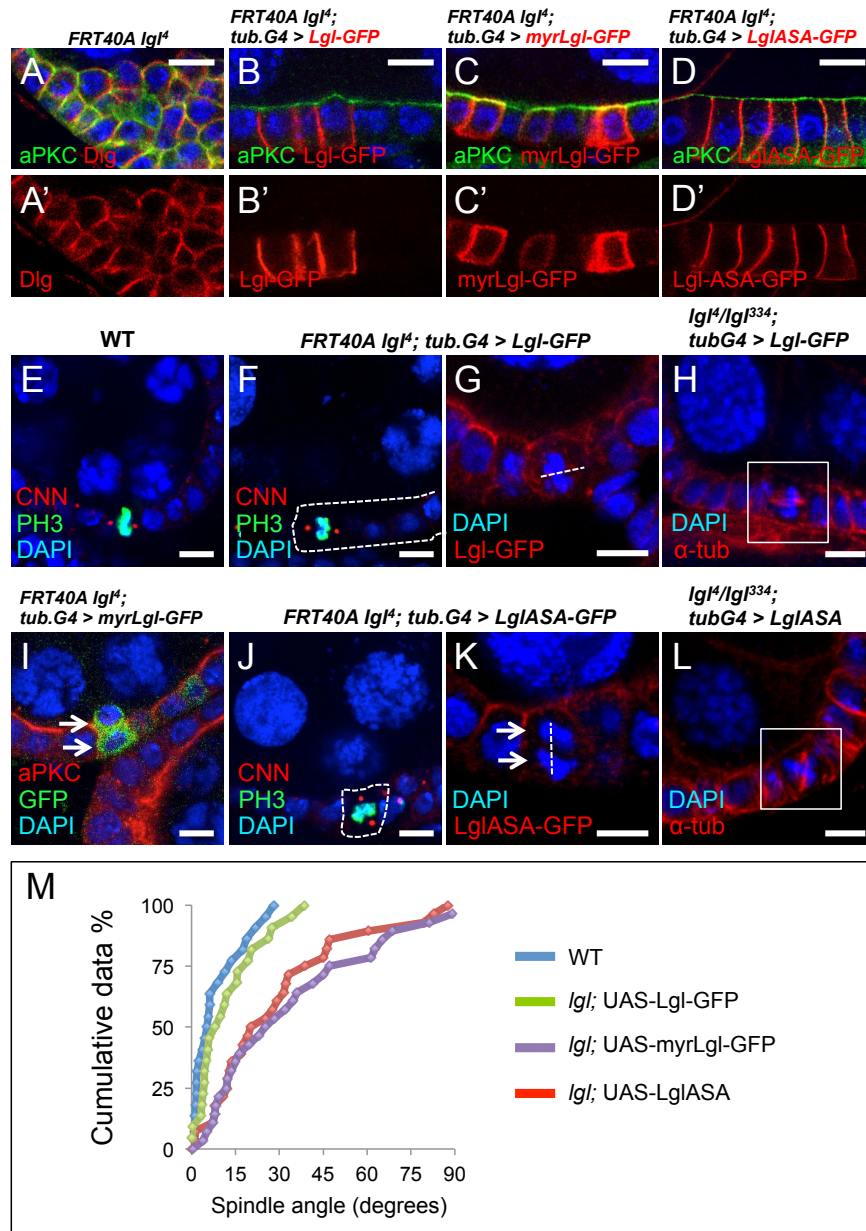 FRT40A lgl4
FRT40A lgl4;
tub.G4 > Lgl-GFP
FRT40A lgl4;
tub.G4 > myrLgl-GFP
FRT40A lgl4;
tub.G4 > LglASA-GFP
A
aPKC Dlg
B
aPKC Lgl-GFP
C
aPKC myrLgl-GFP
D
aPKC LglASA-GFP
A’
Dlg
B’
Lgl-GFP
C’
myrLgl-GFP
D’
Lgl-ASA-GFP
WT
FRT40A lgl4; tub.G4 > Lgl-GFP
lgl4/lgl334;
tubG4 > Lgl-GFP
E
CNN
PH3
DAPI
F
CNN
PH3
DAPI
G
DAPI
Lgl-GFP
H
DAPI
α-tub
FRT40A lgl4;
tub.G4 > myrLgl-GFP
FRT40A lgl4; tub.G4 > LglASA-GFP
lgl4/lgl334;
tubG4 > LglASA
I
aPKC
GFP
DAPI
J
CNN
PH3
DAPI
K
DAPI
LglASA-GFP
L
DAPI
α-tub
M
Cumulative data %
100
75
50
25
0
0 15 30 45 60 75 90
Spindle angle (degrees)
WT
lgl; UAS-Lgl-GFP
lgl; UAS-myrLgl-GFP
lgl; UAS-LglASA